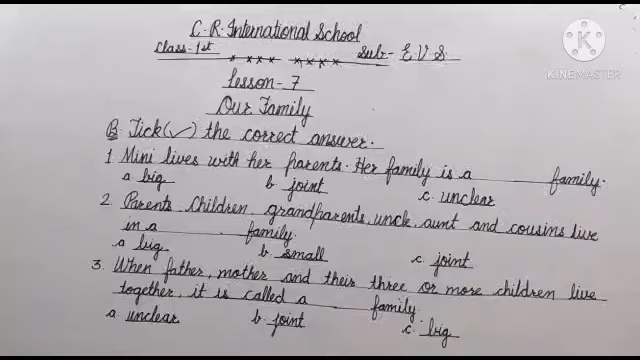 C.R. International School
Class-1st Sub- E.V.S.
Lesson-7
Our Family
B. Tick (✓) the correct answer.
1. Mini lives with her parents. Her family is a ______ family.
a. big b. joint c. unclear
2. Parents, children, grandparents, uncle, aunt and cousins live
in a ______ family.
a. big b. small c. joint
3. When father, mother and their three or more children live
together, it is called a ______ family.
a. unclear b. joint c. big
KINEMASTER